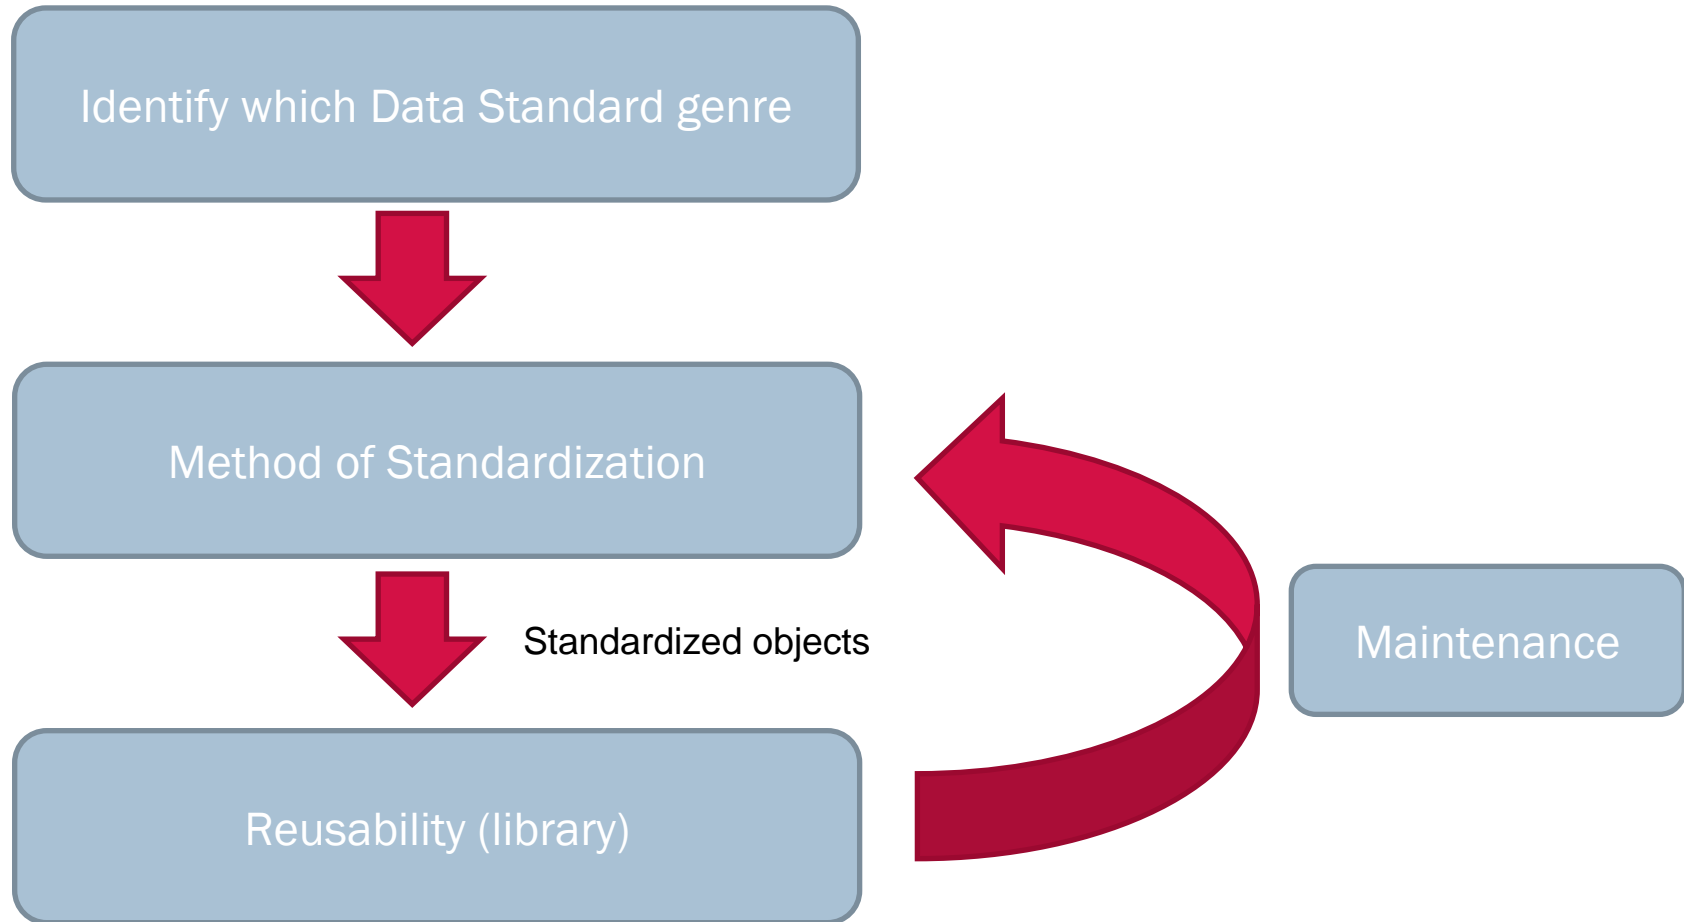 Identify which Data Standard genre
Method of Standardization
Standardized objects
Maintenance
Reusability (library)